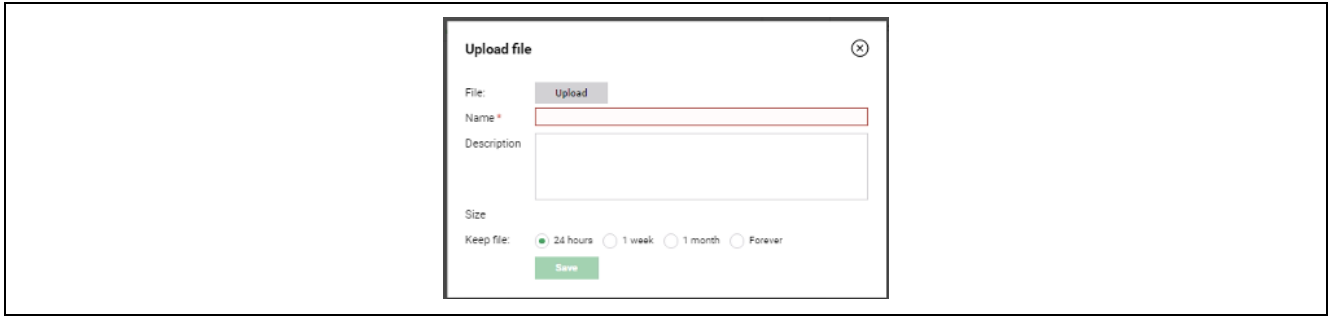 Upload file
File: Upload
Name *
Description
Size
Keep file: 24 hours 1 week 1 month Forever
Save